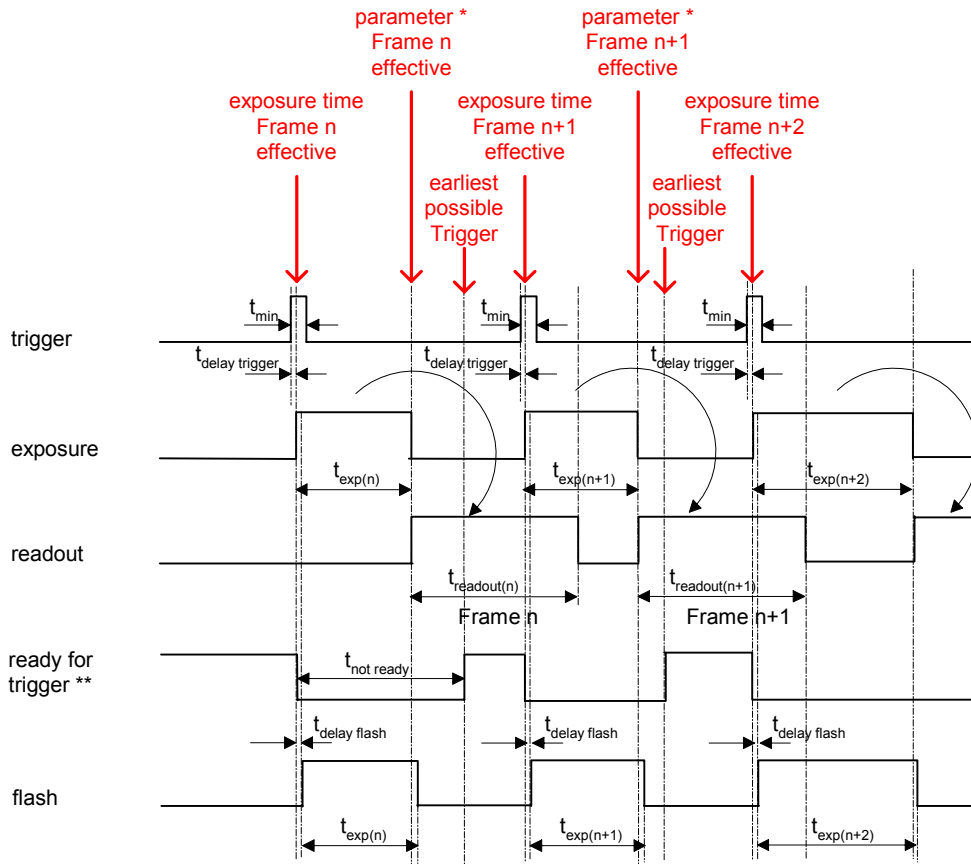 parameter *
Frame n
effective
parameter *
Frame n+1
effective
exposure time
Frame n
effective
exposure time
Frame n+1
effective
exposure time
Frame n+2
effective
earliest
possible
Trigger
earliest
possible
Trigger
trigger
tmin
tmin
tmin
tdelay trigger
tdelay trigger
tdelay trigger
exposure
texp(n)
texp(n+1)
texp(n+2)
readout
treadout(n)
treadout(n+1)
Frame n
Frame n+1
ready for
trigger **
tnot ready
tdelay flash
tdelay flash
tdelay flash
flash
texp(n)
texp(n+1)
texp(n+2)